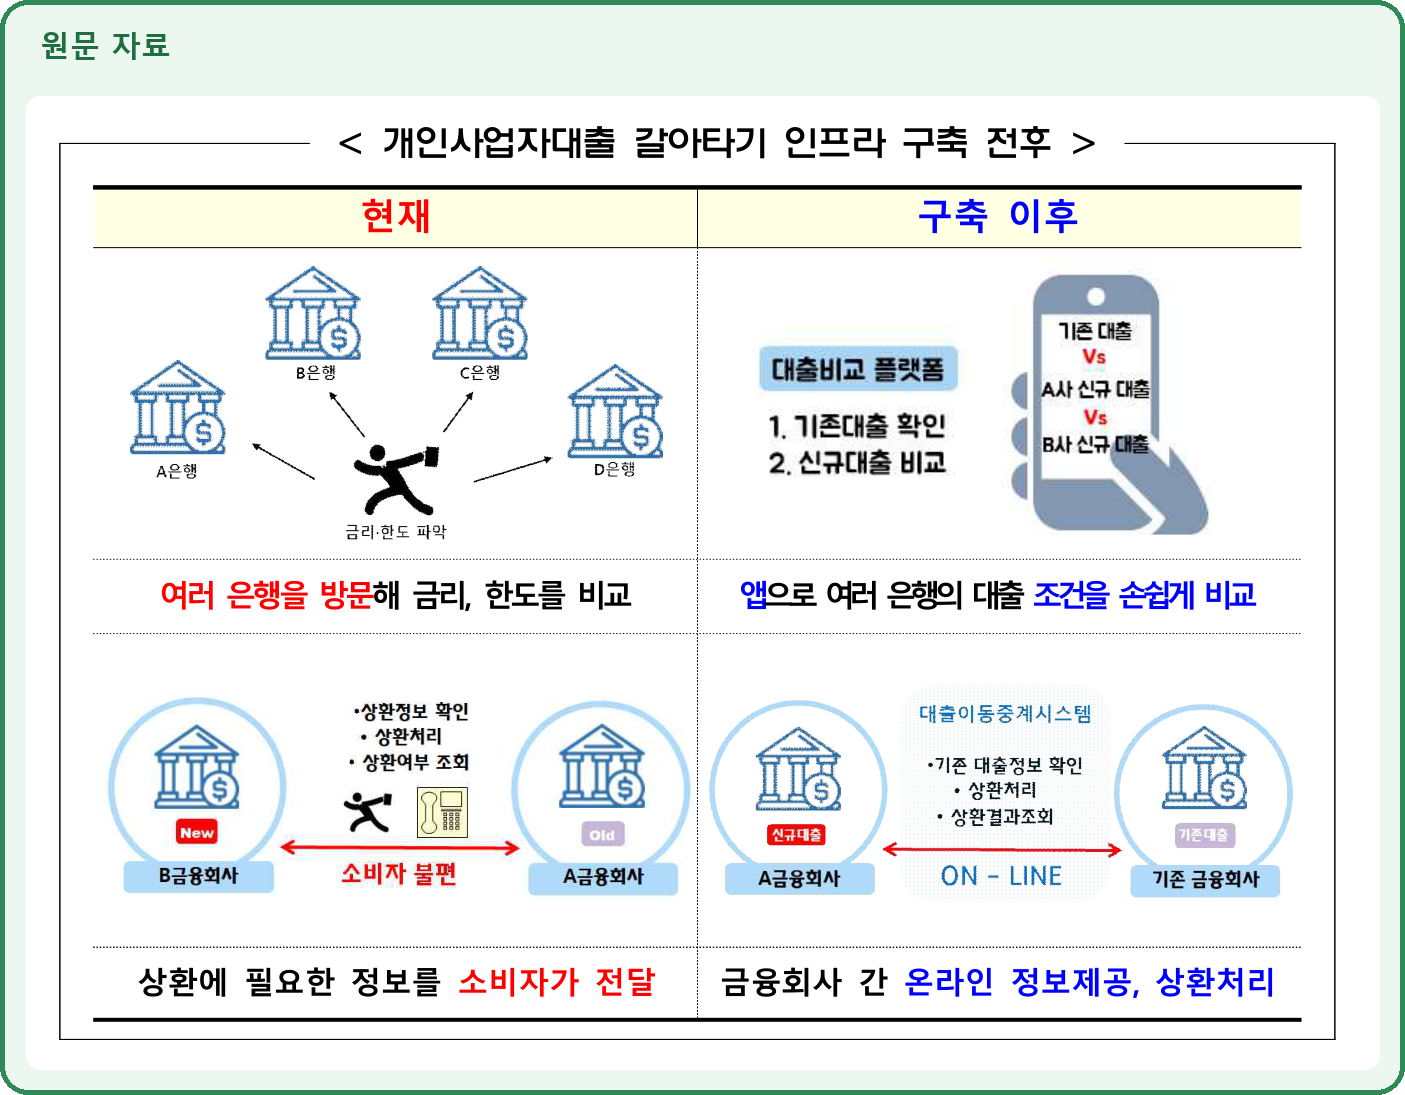 원문 자료
< 개인사업자대출 갈아타기 인프라 구축 전후 >
현재
구축 이후
B은행
C은행
A은행
D은행
금리·한도 파악
대출비교 플랫폼
1. 기존대출 확인
2. 신규대출 비교
기존 대출
Vs
A사 신규 대출
Vs
B사 신규 대출
여러 은행을 방문해 금리, 한도를 비교
앱으로 여러 은행의 대출 조건을 손쉽게 비교
•상환정보 확인
• 상환처리
• 상환여부 조회
New
Old
소비자 불편
B금융회사
A금융회사
대출이동중계시스템
•기존 대출정보 확인
• 상환처리
• 상환결과조회
신규대출
기존대출
ON - LINE
A금융회사
기존 금융회사
상환에 필요한 정보를 소비자가 전달
금융회사 간 온라인 정보제공, 상환처리